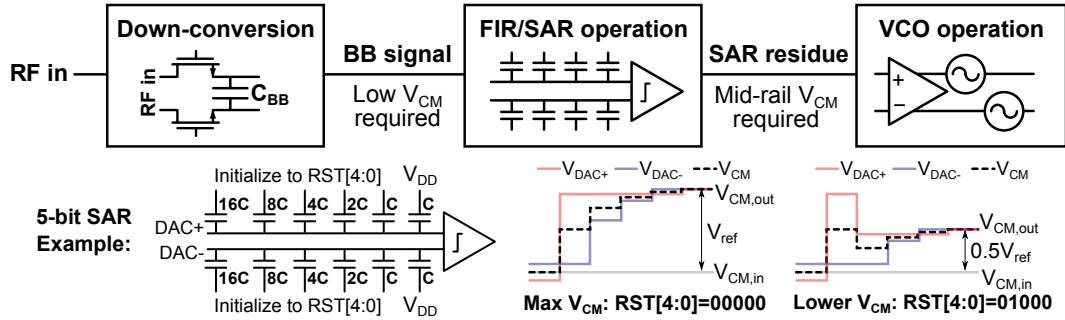 Down-conversion
FIR/SAR operation
VCO operation
RF in
RF in
C_BB
BB signal
Low V_CM
required
SAR residue
Mid-rail V_CM
required
+
−
Initialize to RST[4:0]
V_DD
16C
8C
4C
2C
C
C
5-bit SAR
Example:
DAC+
DAC-
16C
8C
4C
2C
C
C
Initialize to RST[4:0]
V_DD
V_DAC+
V_DAC-
V_CM
V_CM,out
V_ref
V_CM,in
Max V_CM: RST[4:0]=00000
V_DAC+
V_DAC-
V_CM
V_CM,out
0.5V_ref
V_CM,in
Lower V_CM: RST[4:0]=01000